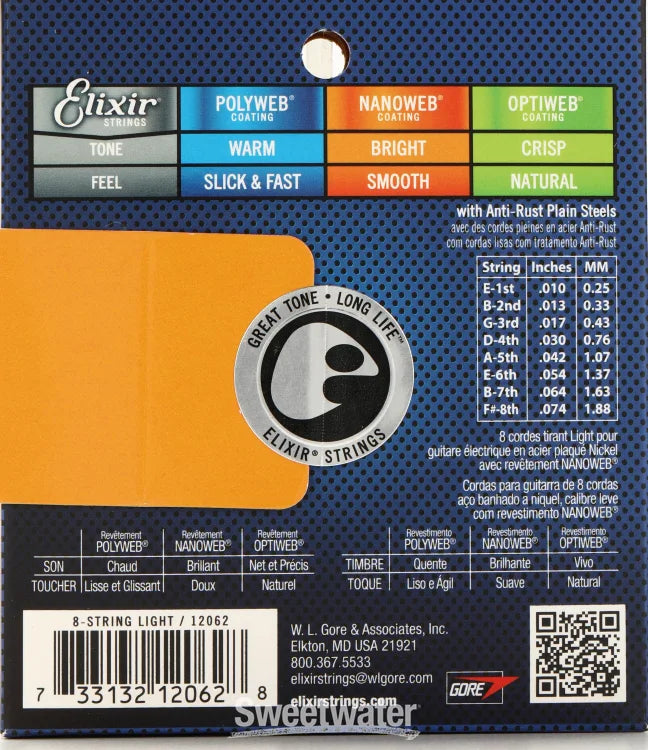 Elixir® POLYWEB® NANOWEB® OPTIWEB®
STRINGS COATING COATING COATING
TONE WARM BRIGHT CRISP
FEEL SLICK & FAST SMOOTH NATURAL
with Anti-Rust Plain Steels
avec des cordes pleines en acier Anti-Rust
com cordas lisas com tratamento Anti-Rust
String Inches MM
E-1st .010 0.25
B-2nd .013 0.33
G-3rd .017 0.43
D-4th .030 0.76
A-5th .042 1.07
E-6th .054 1.37
B-7th .064 1.63
F#-8th .074 1.88
GREAT TONE • LONG LIFE™
ELIXIR® STRINGS
8 cordes tirant Light pour
guitare électrique en acier plaqué Nickel
avec revêtement NANOWEB®
Cordas para guitarra de 8 cordas
aço banhado a niquel, calibre leve
com revestimento NANOWEB®
Revêtement Revêtement Revêtement
POLYWEB® NANOWEB® OPTIWEB®
SON Chaud Brillant Net et Précis
TOUCHER Lisse et Glissant Doux Naturel
Revestimento Revestimento Revestimento
POLYWEB® NANOWEB® OPTIWEB®
TIMBRE Quente Brilhante Vivo
TOQUE Liso e Ágil Suave Natural
8-STRING LIGHT / 12062
7 33132 12062 8
W. L. Gore & Associates, Inc.
Elkton, MD USA 21921
800.367.5533
elixirstrings@wlgore.com
elixirstrings.com
GORE
Sweetwater®